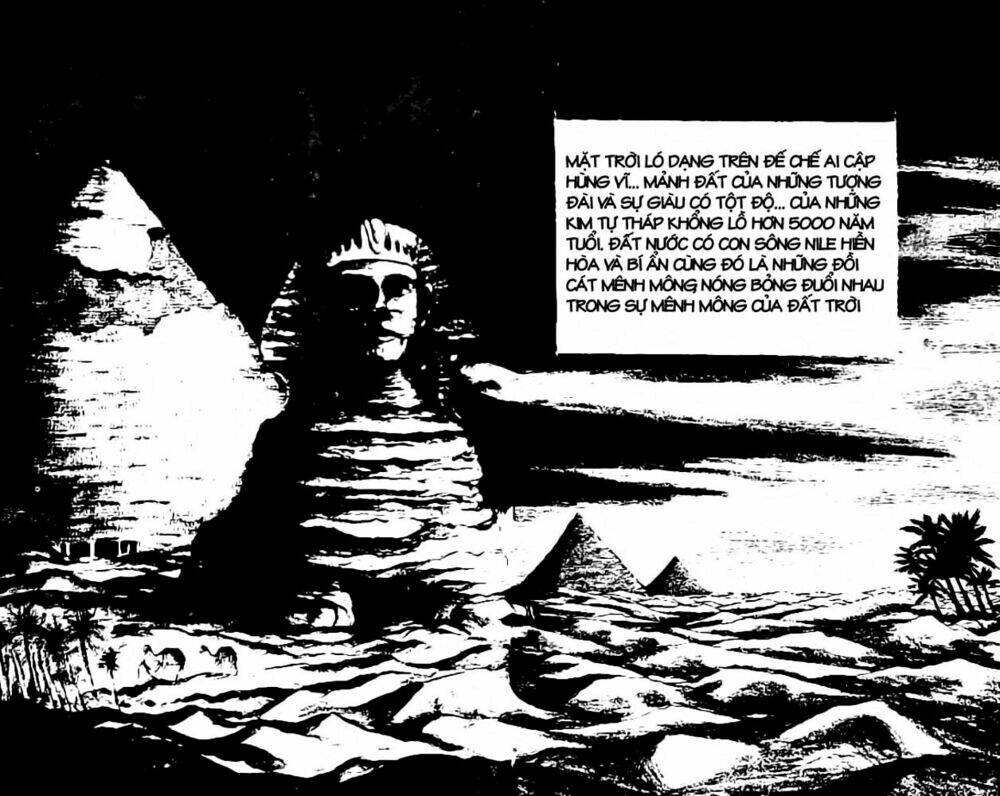 MẶT TRỜI LÓ DẠNG TRÊN ĐẾ CHẾ AI CẬP
HÙNG VĨ... MẢNH ĐẤT CỦA NHỮNG TƯỢNG
ĐÀI VÀ SỰ GIÀU CÓ TỘT ĐỘ... CỦA NHỮNG
KIM TỰ THÁP KHỔNG LỒ HƠN 5000 NĂM
TUỔI. ĐẤT NƯỚC CÓ CON SÔNG NILE HIỀN
HÒA VÀ BÍ ẨN CÙNG ĐÓ LÀ NHỮNG ĐỒI
CÁT MÊNH MÔNG, NÓNG BỎNG ĐUỔI NHAU
TRONG SỰ MÊNH MÔNG CỦA ĐẤT TRỜI